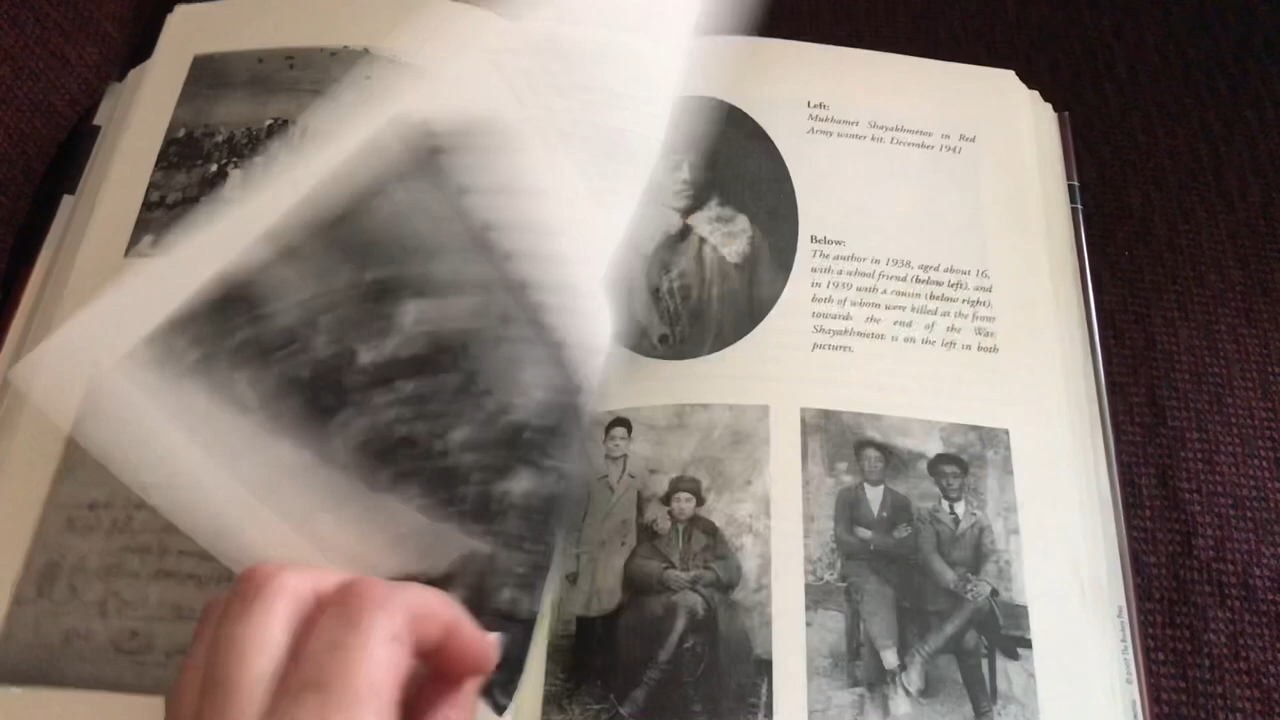 Left:
Mukhamet Shayakhmetov in Red
Army winter kit, December 1941
Below:
The author in 1938, aged about 16,
with a school friend (below left), and
in 1939 with a cousin (below right),
both of whom were killed at the front
towards the end of the War.
Shayakhmetov is on the left in both
pictures.